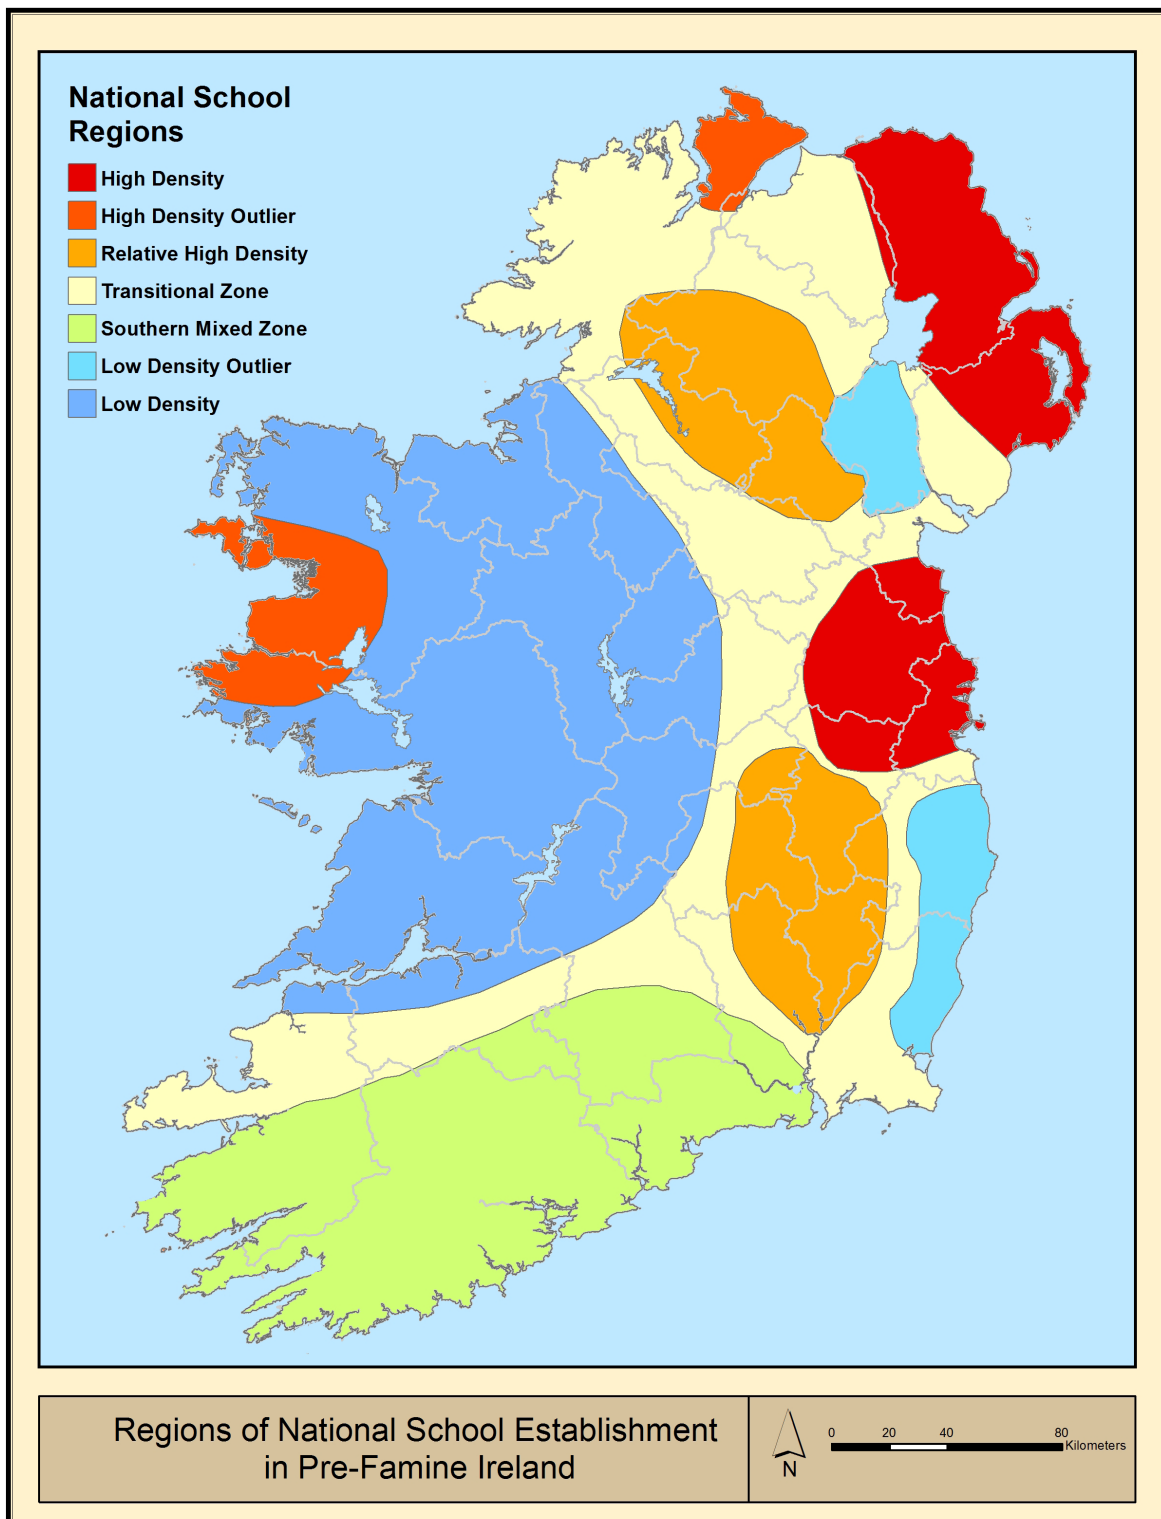 National School
Regions
High Density
High Density Outlier
Relative High Density
Transitional Zone
Southern Mixed Zone
Low Density Outlier
Low Density
Regions of National School Establishment
in Pre-Famine Ireland
N
0 20 40 80
Kilometers